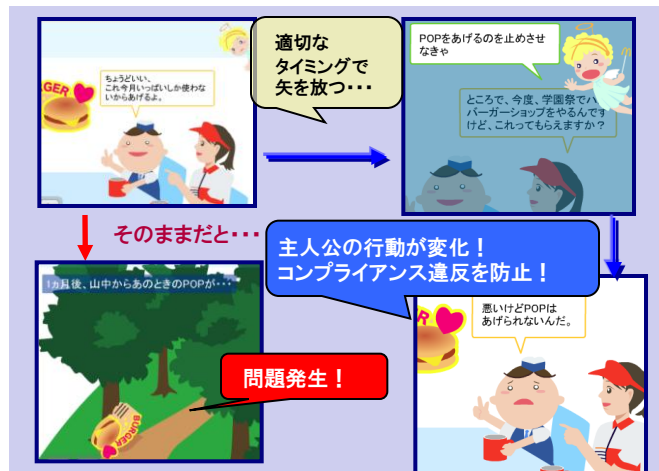 適切な
タイミングで
矢を放つ・・・
BURGER
ちょうどいい、
これ今月いっぱいしか使わな
いからあげるよ。
POPをあげるのを止めさせ
なきゃ
ところで、今度、学園祭でハ
バーガーショップをやるんです
けど、これってもらえますか?
そのままだと・・・
主人公の行動が変化!
コンプライアンス違反を防止!
1ヵ月後、山中からあのときのPOPが・・・
問題発生!
BURGER
悪いけどPOPは
あげられないんだ。